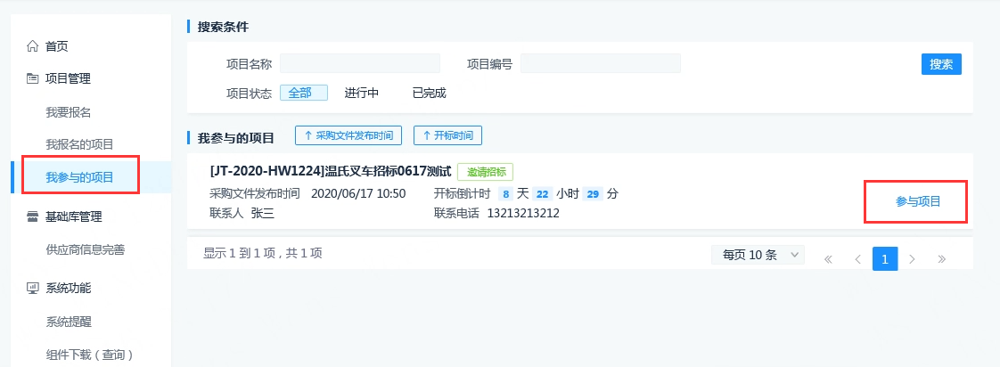 首页
项目管理
我要报名
我报名的项目
我参与的项目
基础库管理
供应商信息完善
系统功能
系统提醒
组件下载（查询）
搜索条件
项目名称 项目编号 搜索
项目状态 全部 进行中 已完成
我参与的项目 ↑ 采购文件发布时间 ↑ 开标时间
[JT-2020-HW1224]温氏叉车招标0617测试 邀请招标
采购文件发布时间 2020/06/17 10:50 开标倒计时 8 天 22 小时 29 分
联系人 张三 联系电话 13213213212
参与项目
显示 1 到 1 项，共 1 项 每页 10 条 « ‹ 1 › »